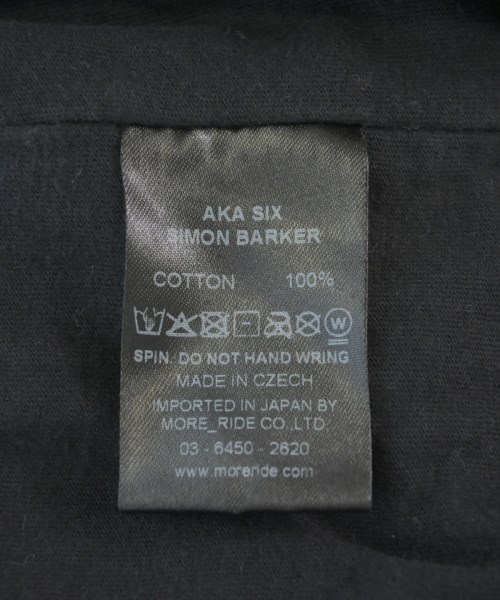 AKA SIX
SIMON BARKER
COTTON 100%
W
SPIN. DO NOT HAND WRING
MADE IN CZECH
IMPORTED IN JAPAN BY
MORE_RIDE CO.,LTD.
03 - 6450 - 2620
www.moreride.com